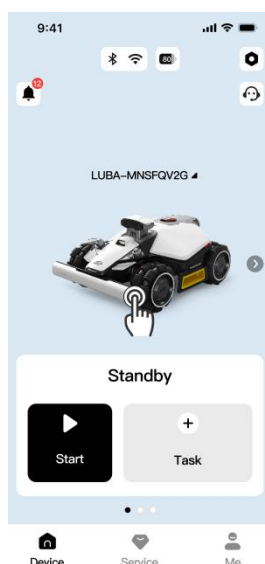 9:41
80
12
LUBA-MNSFQV2G
Standby
Start
Task
Device
Service
Me